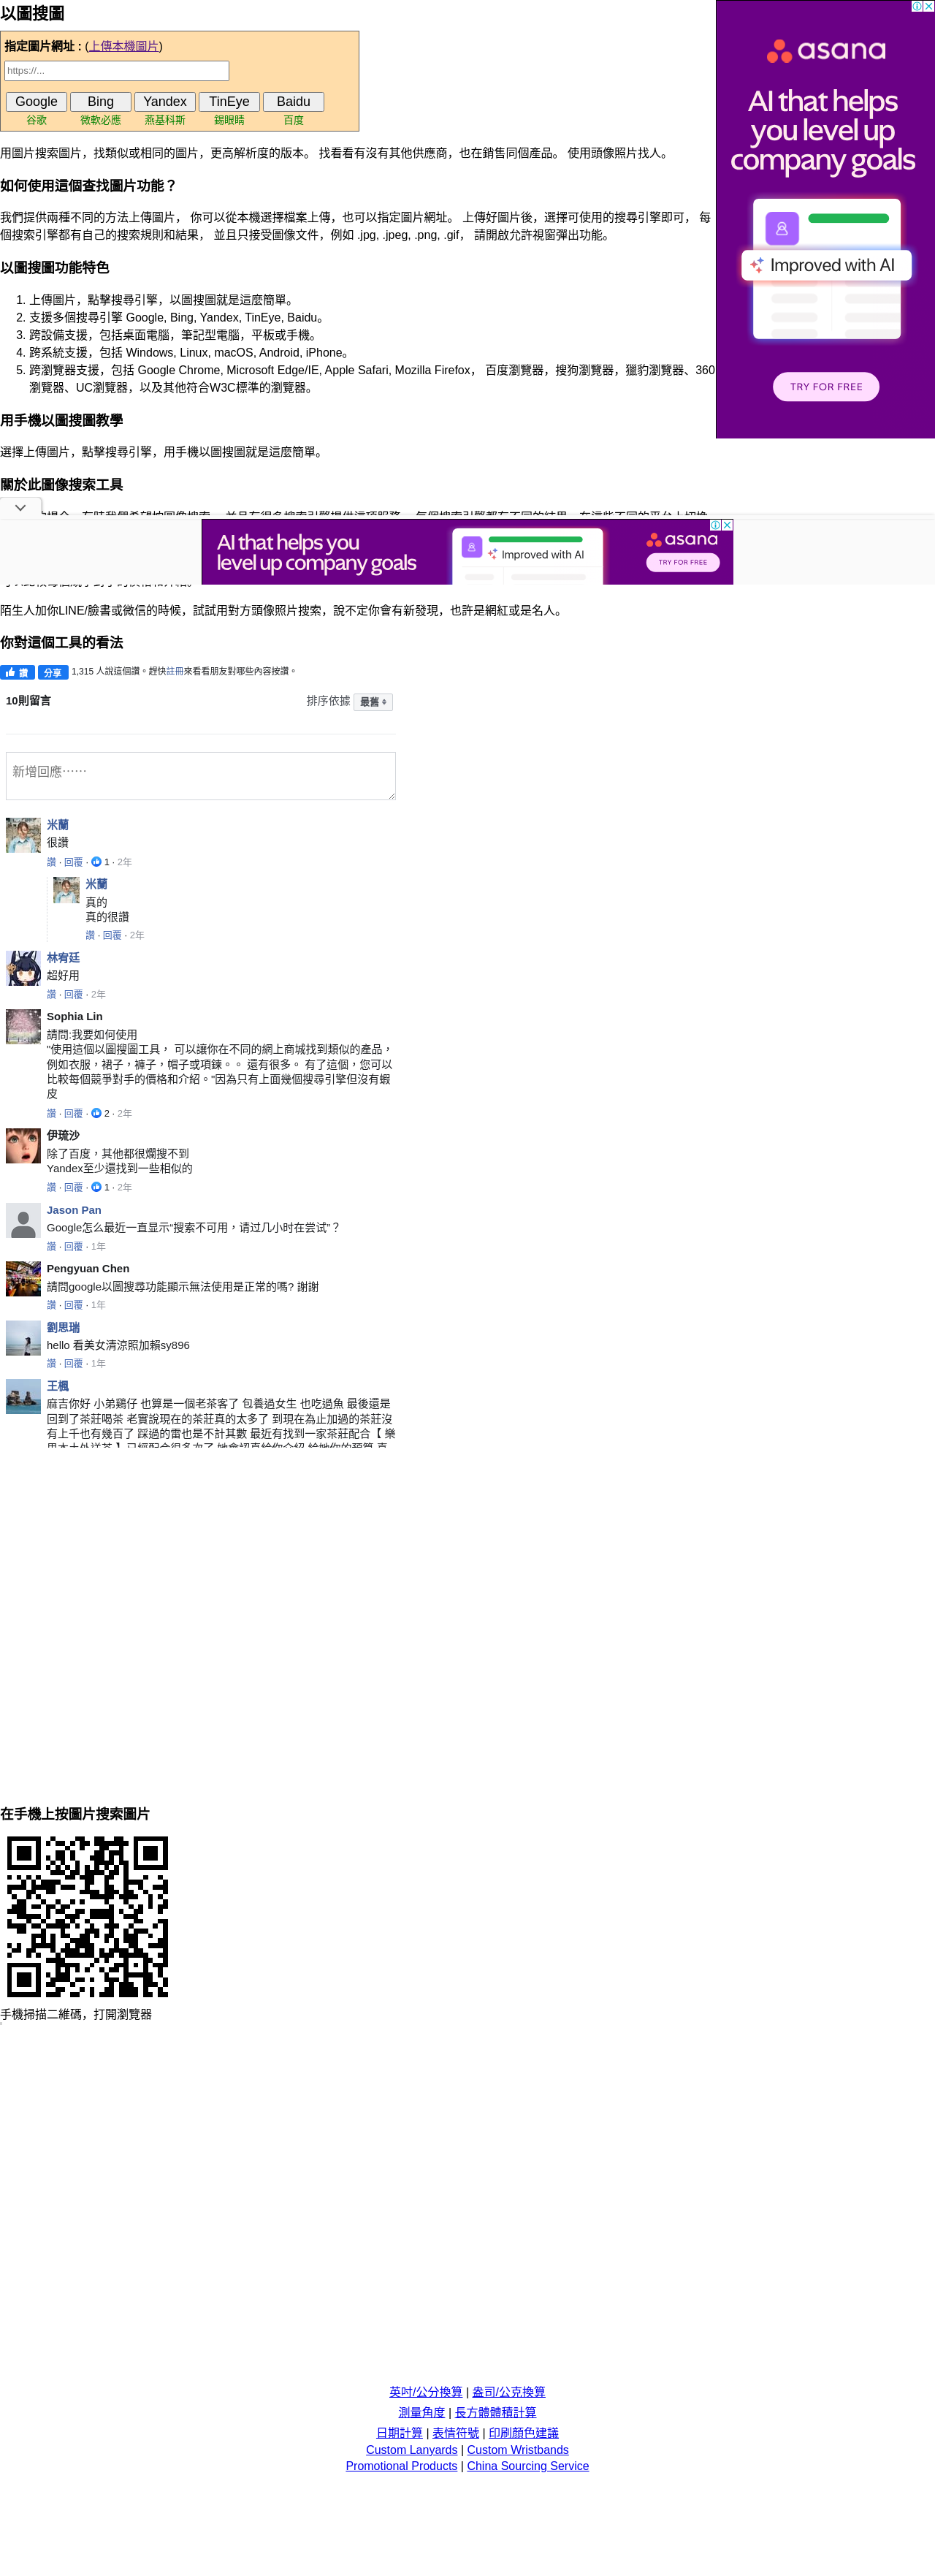 以圖搜圖
指定圖片網址 : (上傳本機圖片)
https://...
Google Bing Yandex TinEye Baidu
谷歌 微軟必應 燕基科斯 錫眼睛 百度
asana
AI that helps
you level up
company goals
Improved with AI
TRY FOR FREE
用圖片搜索圖片，找類似或相同的圖片，更高解析度的版本。 找看看有沒有其他供應商，也在銷售同個產品。 使用頭像照片找人。
如何使用這個查找圖片功能？
我們提供兩種不同的方法上傳圖片， 你可以從本機選擇檔案上傳，也可以指定圖片網址。 上傳好圖片後，選擇可使用的搜尋引擎即可， 每
個搜索引擎都有自己的搜索規則和結果， 並且只接受圖像文件，例如 .jpg, .jpeg, .png, .gif， 請開啟允許視窗彈出功能。
以圖搜圖功能特色
1. 上傳圖片，點擊搜尋引擎，以圖搜圖就是這麼簡單。
2. 支援多個搜尋引擎 Google, Bing, Yandex, TinEye, Baidu。
3. 跨設備支援，包括桌面電腦，筆記型電腦，平板或手機。
4. 跨系統支援，包括 Windows, Linux, macOS, Android, iPhone。
5. 跨瀏覽器支援，包括 Google Chrome, Microsoft Edge/IE, Apple Safari, Mozilla Firefox， 百度瀏覽器，搜狗瀏覽器，獵豹瀏覽器、360
瀏覽器、UC瀏覽器，以及其他符合W3C標準的瀏覽器。
用手機以圖搜圖教學
選擇上傳圖片，點擊搜尋引擎，用手機以圖搜圖就是這麼簡單。
關於此圖像搜索工具
AI that helps you
level up company goals
Improved with AI
asana
TRY FOR FREE
陌生人加你LINE/臉書或微信的時候，試試用對方頭像照片搜索，說不定你會有新發現，也許是網紅或是名人。
你對這個工具的看法
讚 分享 1,315 人說這個讚。趕快註冊來看看朋友對哪些內容按讚。
10則留言 排序依據 最舊
新增回應……
米蘭
很讚
讚 · 回覆 · 1 · 2年
米蘭
真的
真的很讚
讚 · 回覆 · 2年
林宥廷
超好用
讚 · 回覆 · 2年
Sophia Lin
請問:我要如何使用
"使用這個以圖搜圖工具， 可以讓你在不同的網上商城找到類似的產品，
例如衣服，裙子，褲子，帽子或項鍊。。 還有很多。 有了這個，您可以
比較每個競爭對手的價格和介紹。"因為只有上面幾個搜尋引擎但沒有蝦
皮
讚 · 回覆 · 2 · 2年
伊琉沙
除了百度，其他都很爛搜不到
Yandex至少還找到一些相似的
讚 · 回覆 · 1 · 2年
Jason Pan
Google怎么最近一直显示"搜索不可用，请过几小时在尝试"？
讚 · 回覆 · 1年
Pengyuan Chen
請問google以圖搜尋功能顯示無法使用是正常的嗎? 謝謝
讚 · 回覆 · 1年
劉思瑞
hello 看美女清涼照加賴sy896
讚 · 回覆 · 1年
王楓
麻吉你好 小弟鷄仔 也算是一個老茶客了 包養過女生 也吃過魚 最後還是
回到了茶莊喝茶 老實說現在的茶莊真的太多了 到現在為止加過的茶莊沒
有上千也有幾百了 踩過的雷也是不計其數 最近有找到一家茶莊配合【 樂
在手機上按圖片搜索圖片
手機掃描二維碼，打開瀏覽器
英吋/公分換算 | 盎司/公克換算
測量角度 | 長方體體積計算
日期計算 | 表情符號 | 印刷顏色建議
Custom Lanyards | Custom Wristbands
Promotional Products | China Sourcing Service